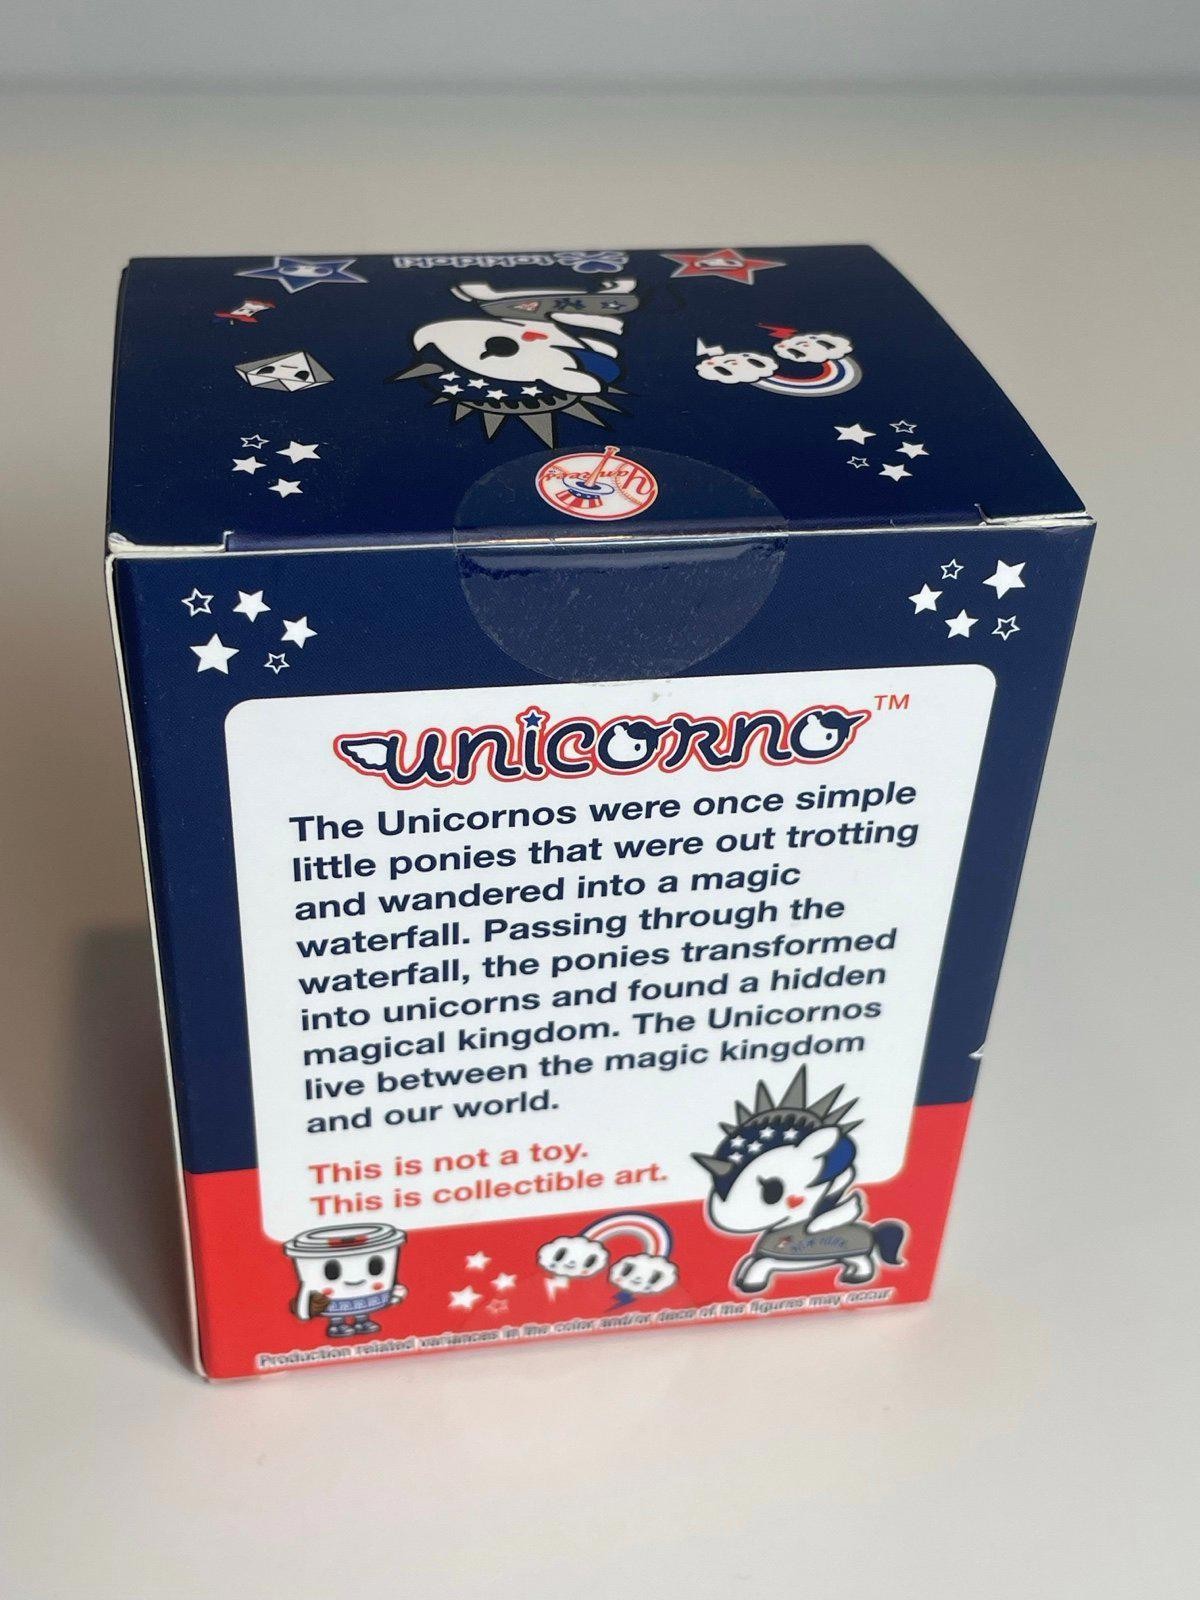 tokidoki
Yankees
unicorno™
The Unicornos were once simple
little ponies that were out trotting
and wandered into a magic
waterfall. Passing through the
waterfall, the ponies transformed
into unicorns and found a hidden
magical kingdom. The Unicornos
live between the magic kingdom
and our world.
This is not a toy.
This is collectible art.
Production related variances in the color and/or deco of the figures may occur